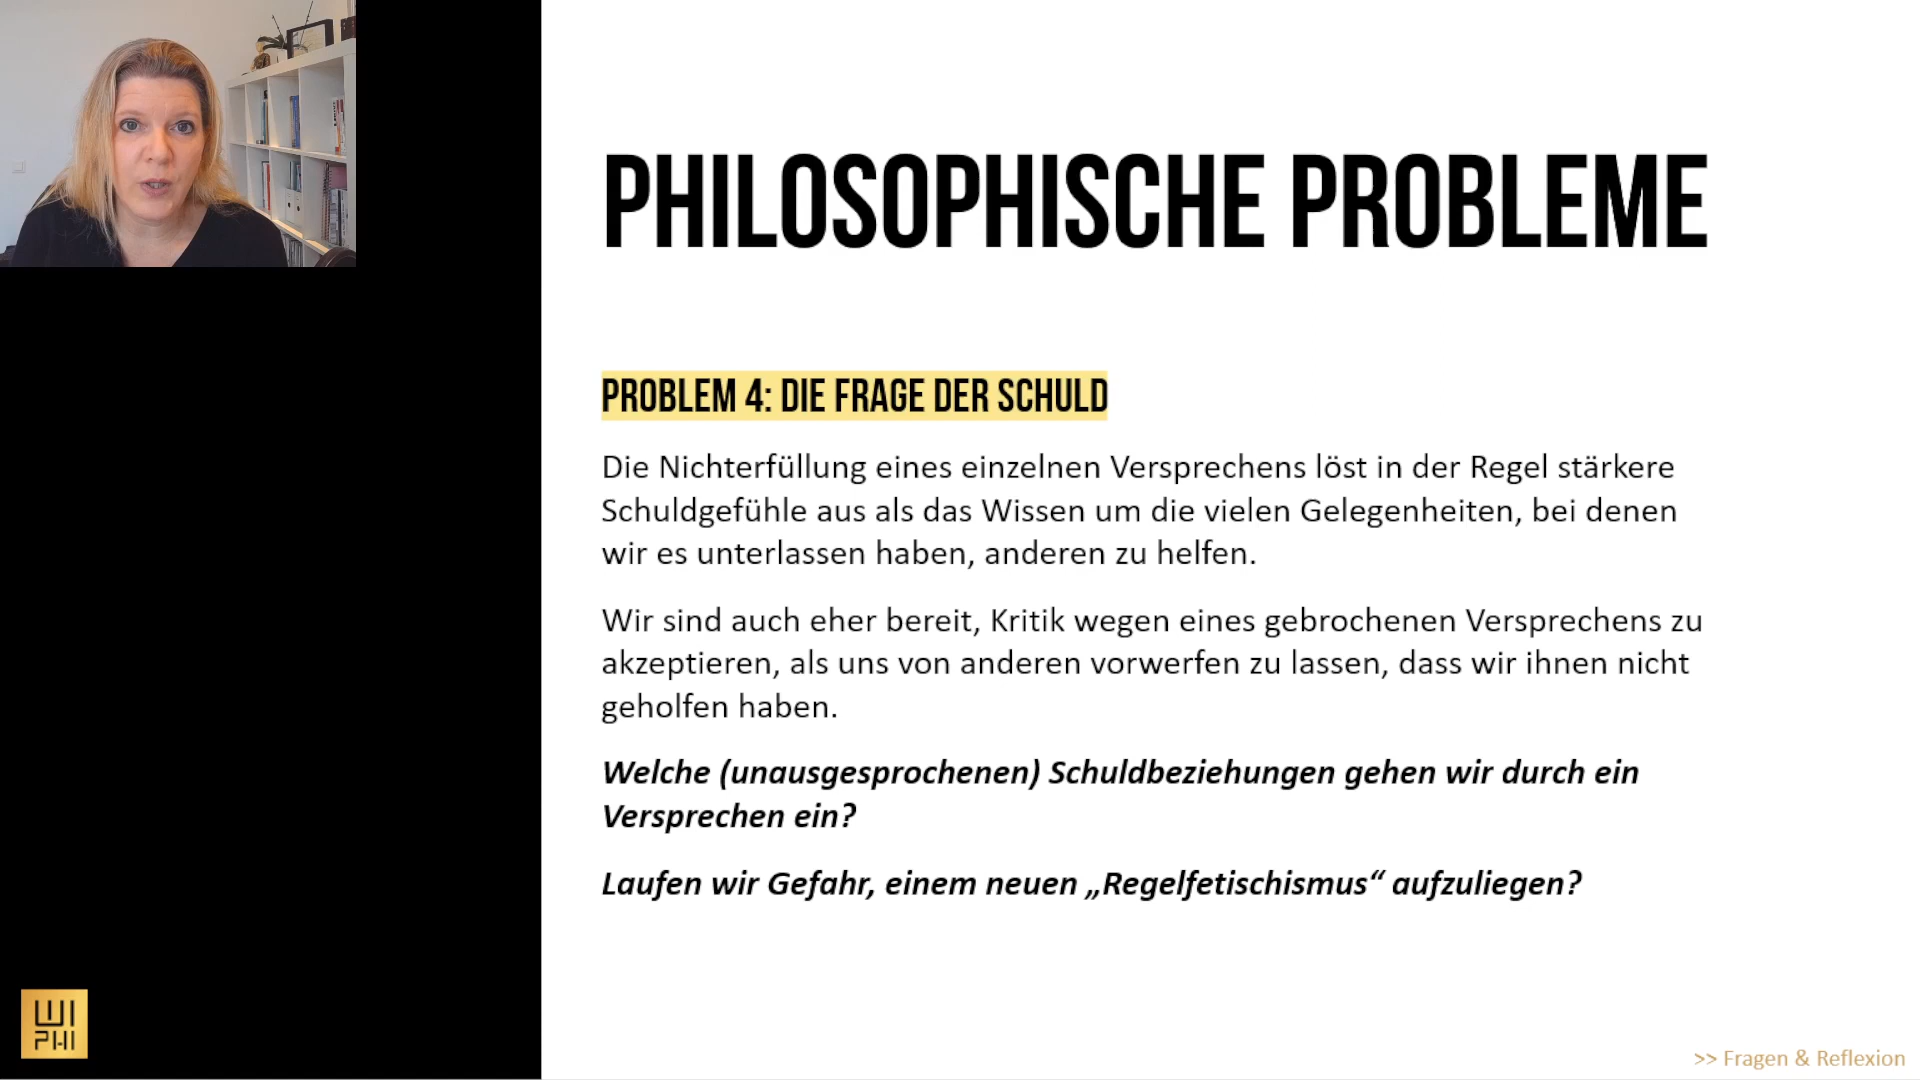 PHILOSOPHISCHE PROBLEME
PROBLEM 4: DIE FRAGE DER SCHULD
Die Nichterfüllung eines einzelnen Versprechens löst in der Regel stärkere
Schuldgefühle aus als das Wissen um die vielen Gelegenheiten, bei denen
wir es unterlassen haben, anderen zu helfen.
Wir sind auch eher bereit, Kritik wegen eines gebrochenen Versprechens zu
akzeptieren, als uns von anderen vorwerfen zu lassen, dass wir ihnen nicht
geholfen haben.
Welche (unausgesprochenen) Schuldbeziehungen gehen wir durch ein
Versprechen ein?
Laufen wir Gefahr, einem neuen „Regelfetischismus“ aufzuliegen?
WI
PHI
>> Fragen & Reflexion